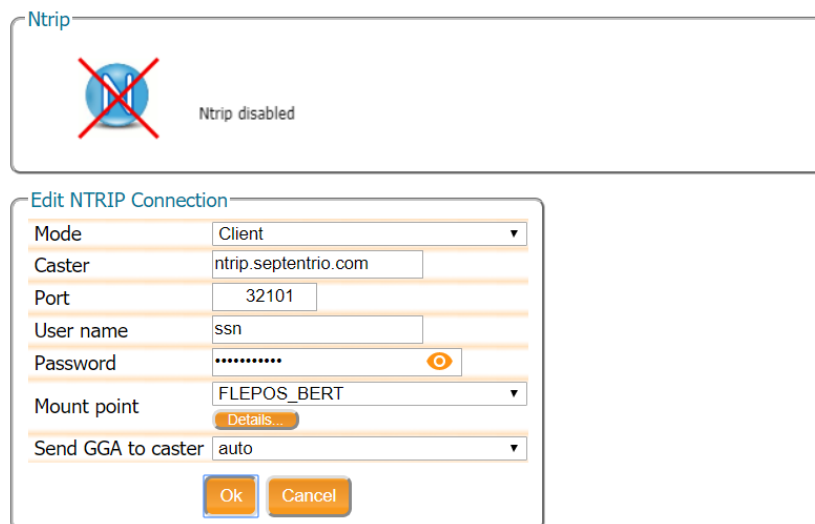 Ntrip
N
Ntrip disabled
Edit NTRIP Connection
Mode Client
Caster ntrip.septentrio.com
Port 32101
User name ssn
Password •••••••••••
Mount point FLEPOS_BERT
Details...
Send GGA to caster auto
Ok Cancel